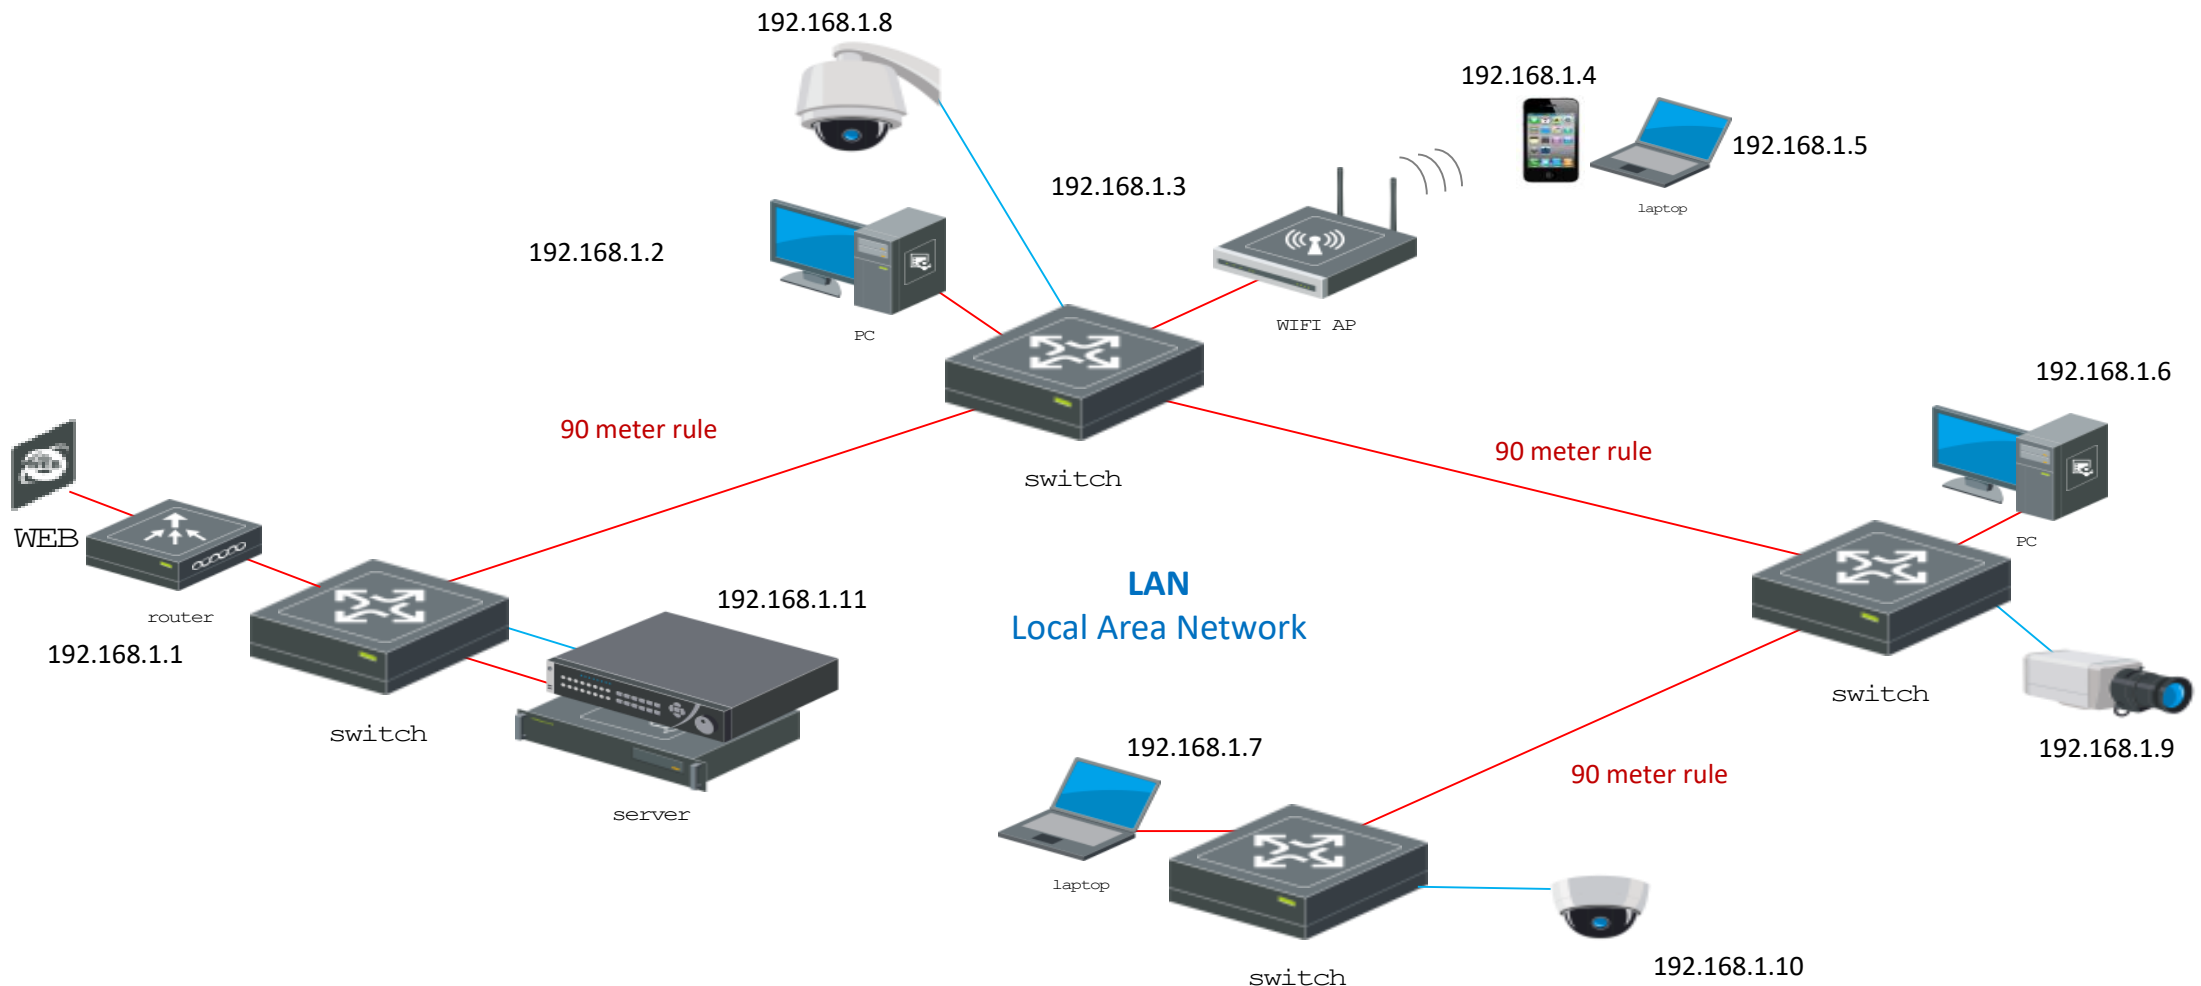 192.168.1.8
192.168.1.4
192.168.1.5
192.168.1.3
laptop
192.168.1.2
PC
WIFI AP
192.168.1.6
90 meter rule
90 meter rule
switch
WEB
PC
LAN
Local Area Network
192.168.1.11
router
192.168.1.1
switch
switch
192.168.1.7
192.168.1.9
90 meter rule
server
laptop
192.168.1.10
switch